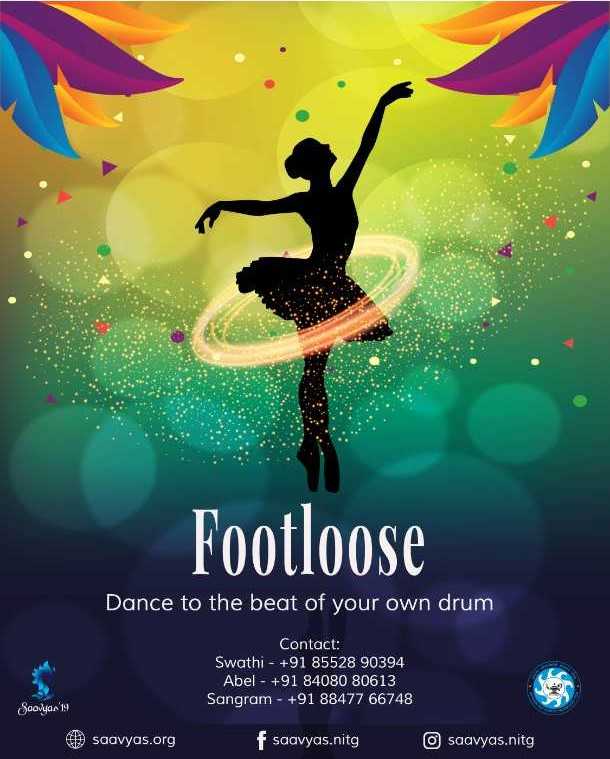 Footloose
Dance to the beat of your own drum
Contact:
Swathi - +91 85528 90394
Abel - +91 84080 80613
Sangram - +91 88477 66748
Saavyas'19
saavyas.org
saavyas.nitg
saavyas.nitg